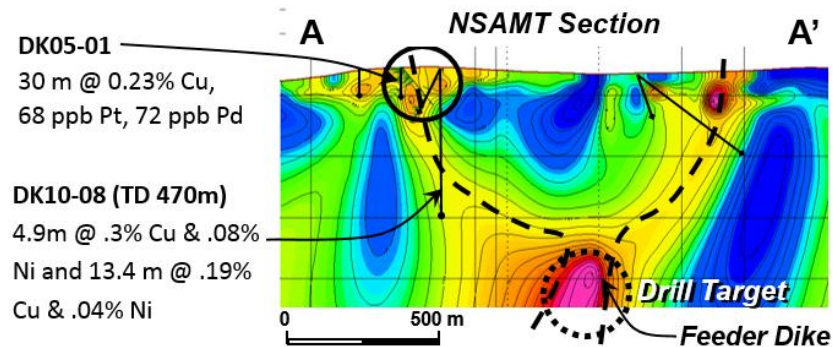 A
NSAMT Section
A'
DK05-01
30 m @ 0.23% Cu,
68 ppb Pt, 72 ppb Pd
DK10-08 (TD 470m)
4.9m @ .3% Cu & .08%
Ni and 13.4 m @ .19%
Cu & .04% Ni
Drill Target
0
500 m
Feeder Dike